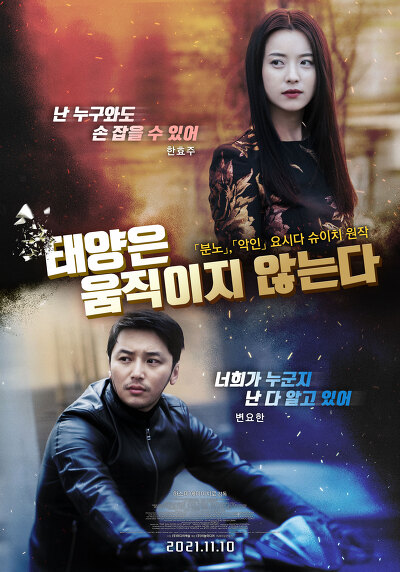 난 누구와도
손 잡을 수 있어
한효주
「분노」, 「악인」 요시다 슈이치 원작
태양은
움직이지 않는다
너희가 누군지
난 다 알고 있어
변요한
2021.11.10